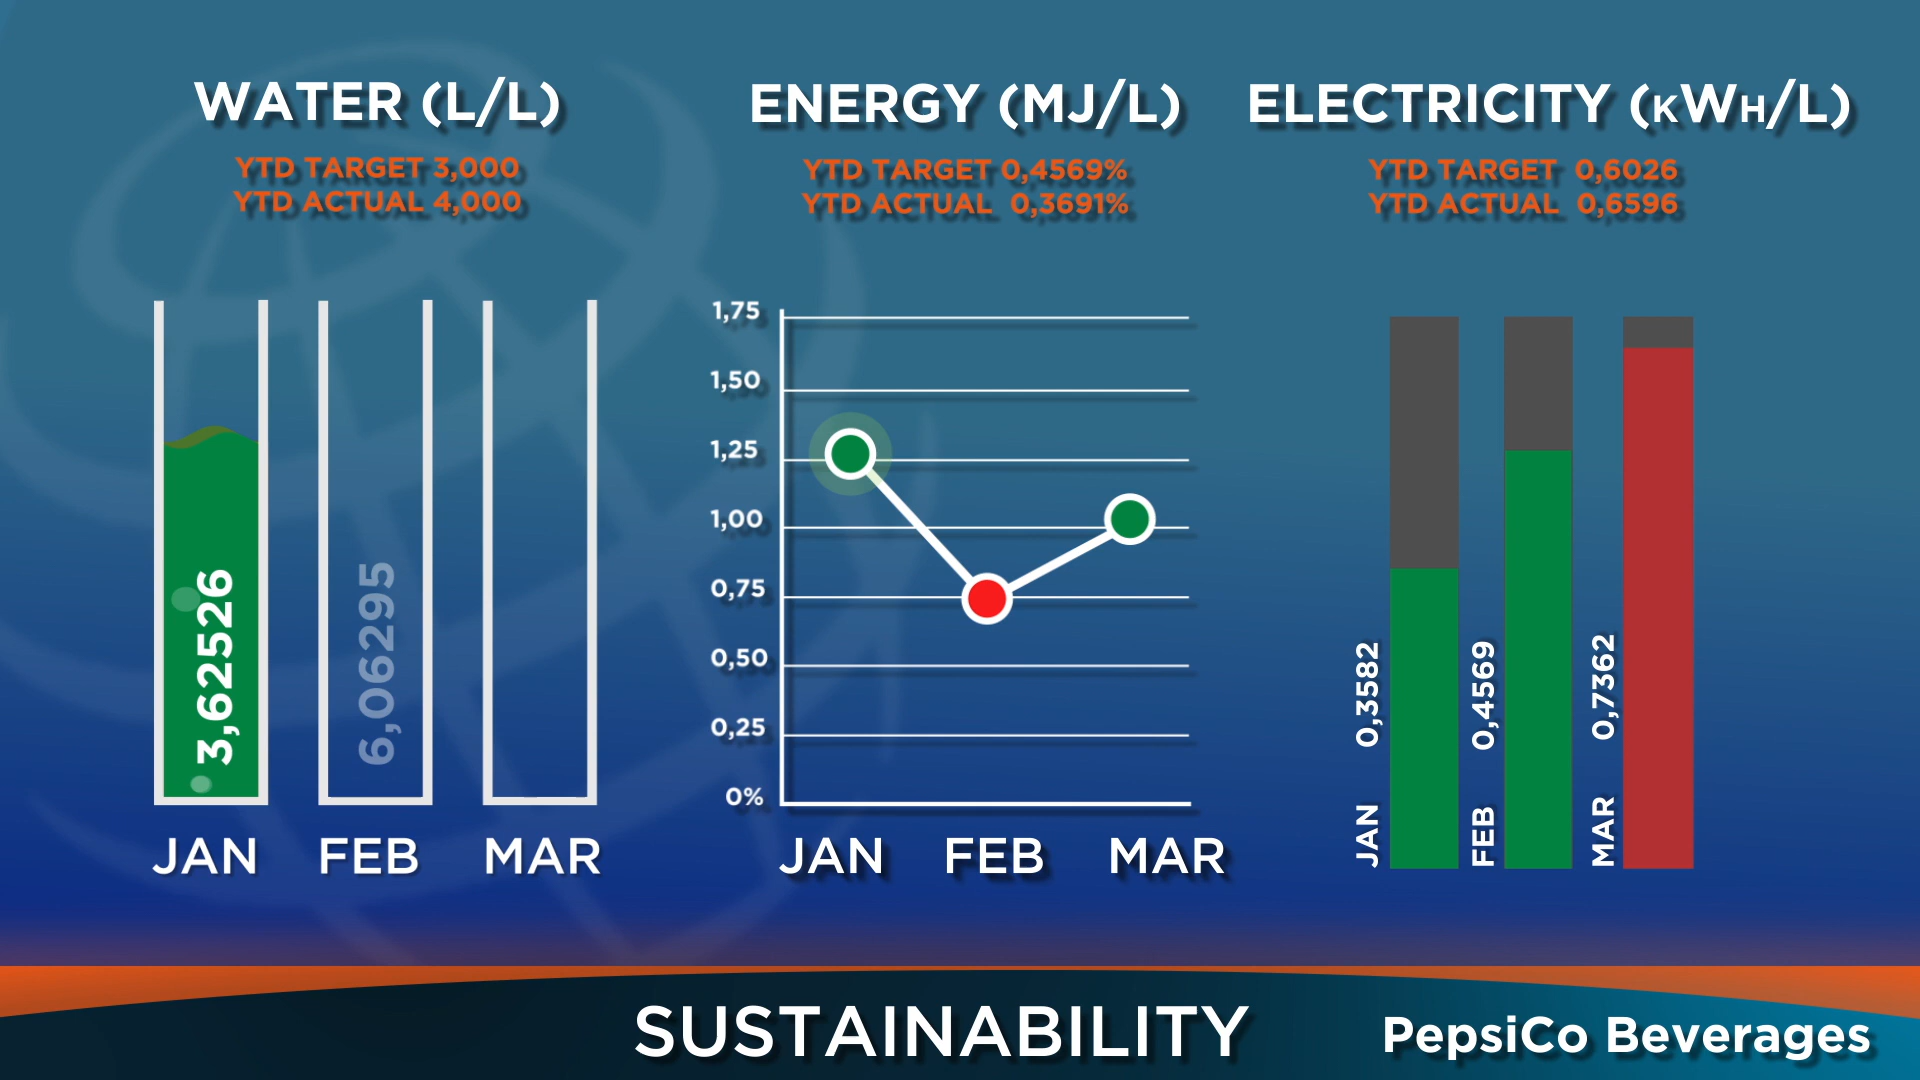 WATER (L/L)
YTD TARGET 3,000
YTD ACTUAL 4,000
3,62526
6,06295
JAN FEB MAR
ENERGY (MJ/L)
YTD TARGET 0,4569%
YTD ACTUAL 0,3691%
1,75
1,50
1,25
1,00
0,75
0,50
0,25
0%
JAN FEB MAR
ELECTRICITY (KWH/L)
YTD TARGET 0,6026
YTD ACTUAL 0,6596
JAN 0,3582
FEB 0,4569
MAR 0,7362
SUSTAINABILITY
PepsiCo Beverages